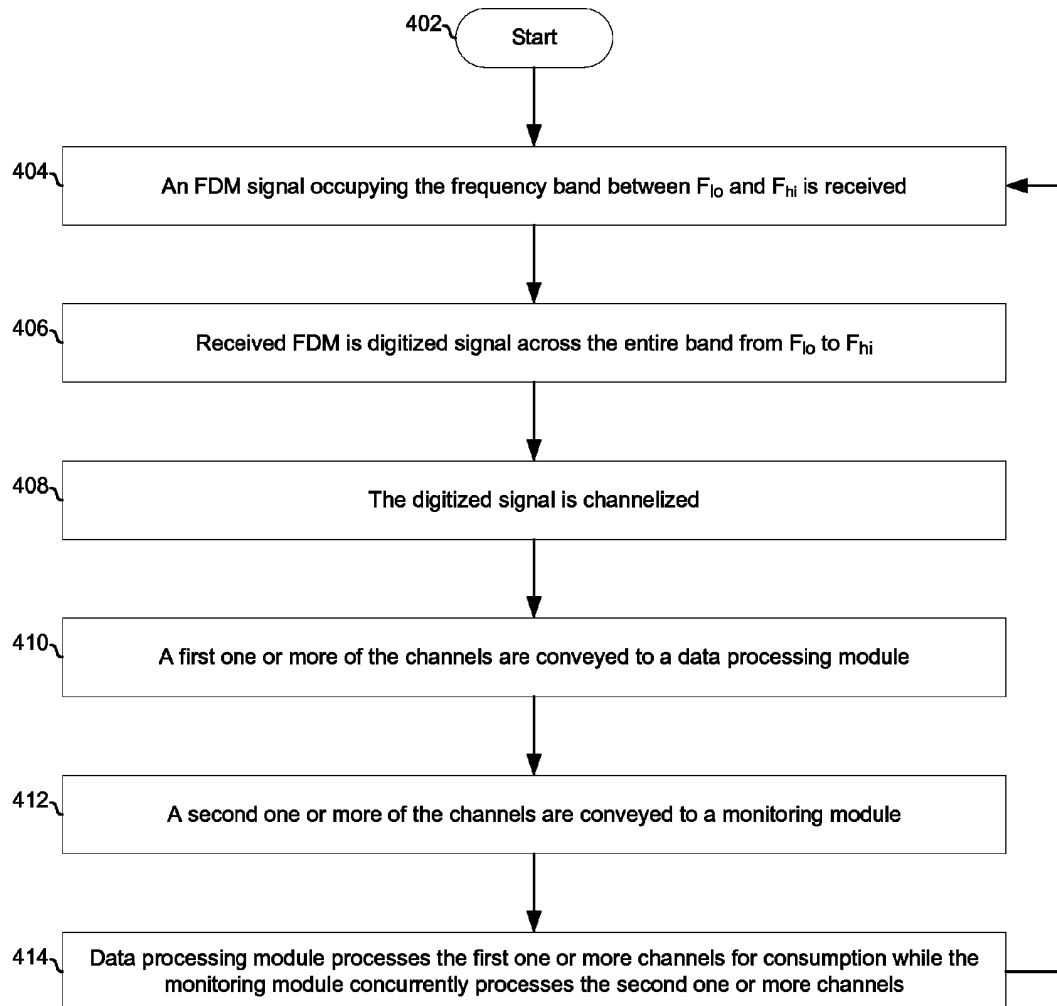 402
Start
404
An FDM signal occupying the frequency band between Flo and Fhi is received
406
Received FDM is digitized signal across the entire band from Flo to Fhi
408
The digitized signal is channelized
410
A first one or more of the channels are conveyed to a data processing module
412
A second one or more of the channels are conveyed to a monitoring module
414
Data processing module processes the first one or more channels for consumption while the
monitoring module concurrently processes the second one or more channels